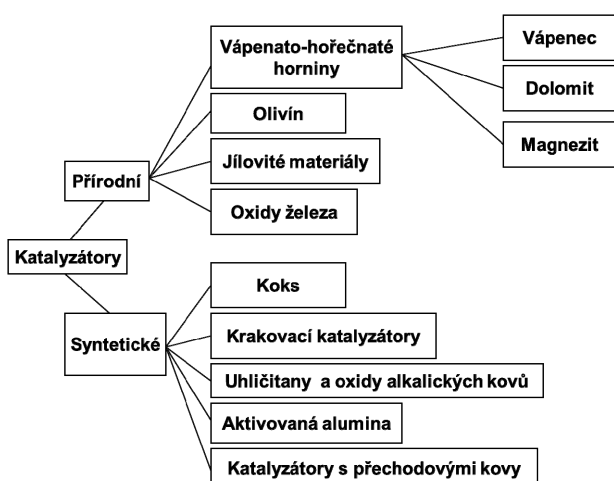 Vápenato-hořečnaté
horniny
Vápenec
Dolomit
Magnezit
Olivín
Jílovité materiály
Oxidy železa
Přírodní
Katalyzátory
Syntetické
Koks
Krakovací katalyzátory
Uhličitany a oxidy alkalických kovů
Aktivovaná alumina
Katalyzátory s přechodovými kovy